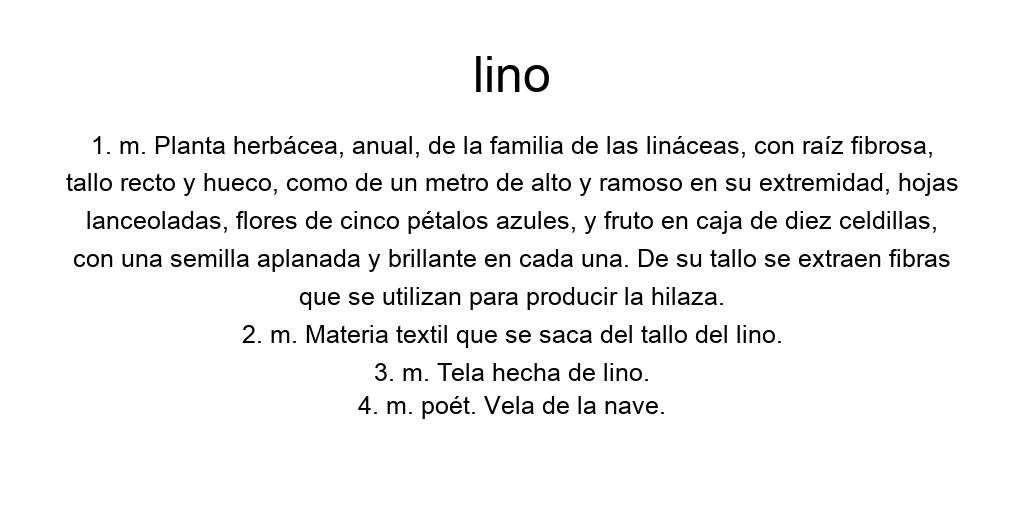 lino
1. m. Planta herbácea, anual, de la familia de las lináceas, con raíz fibrosa,
tallo recto y hueco, como de un metro de alto y ramoso en su extremidad, hojas
lanceoladas, flores de cinco pétalos azules, y fruto en caja de diez celdillas,
con una semilla aplanada y brillante en cada una. De su tallo se extraen fibras
que se utilizan para producir la hilaza.
2. m. Materia textil que se saca del tallo del lino.
3. m. Tela hecha de lino.
4. m. poét. Vela de la nave.